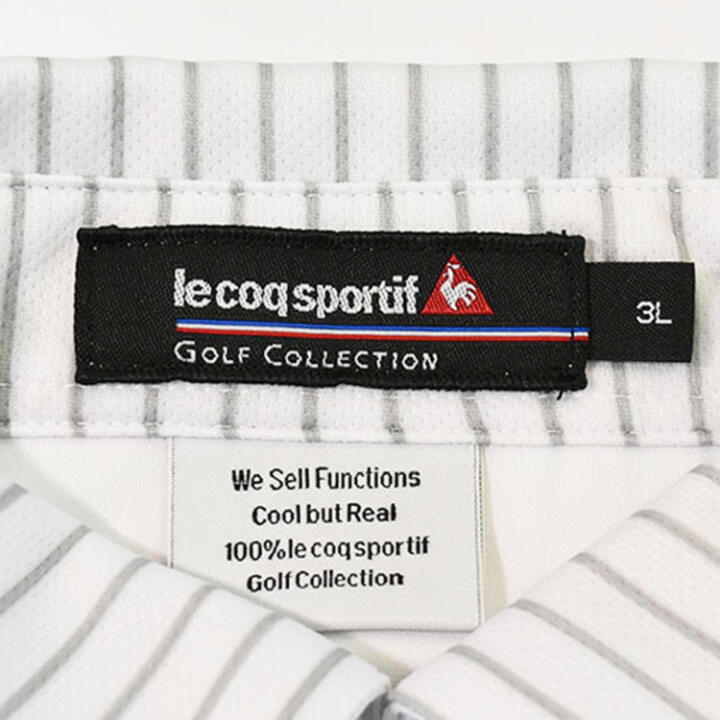 le coq sportif
GOLF COLLECTION
3L
We Sell Functions
Cool but Real
100% le coq sportif
Golf Collection